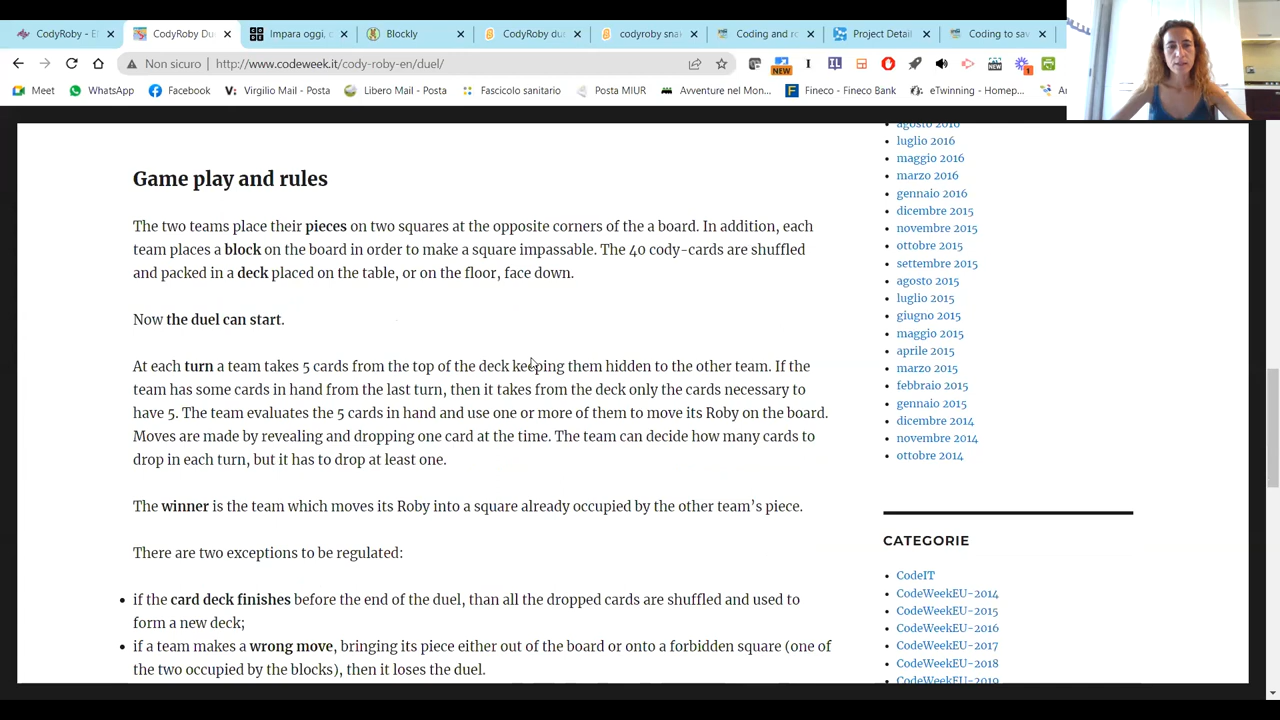 CodyRoby - E
CodyRoby Du
Impara oggi, c
Blockly
CodyRoby du
codyroby snak
Coding and ro
Project Detail
Coding to sav
Non sicuro
http://www.codeweek.it/cody-roby-en/duel/
Meet
WhatsApp
Facebook
Virgilio Mail - Posta
Libero Mail - Posta
Fascicolo sanitario
Posta MIUR
Avventure nel Mon...
Fineco - Fineco Bank
eTwinning - Homep...
NEW
Game play and rules
The two teams place their pieces on two squares at the opposite corners of the a board. In addition, each
team places a block on the board in order to make a square impassable. The 40 cody-cards are shuffled
and packed in a deck placed on the table, or on the floor, face down.
Now the duel can start.
At each turn a team takes 5 cards from the top of the deck keeping them hidden to the other team. If the
team has some cards in hand from the last turn, then it takes from the deck only the cards necessary to
have 5. The team evaluates the 5 cards in hand and use one or more of them to move its Roby on the board.
Moves are made by revealing and dropping one card at the time. The team can decide how many cards to
drop in each turn, but it has to drop at least one.
The winner is the team which moves its Roby into a square already occupied by the other team's piece.
There are two exceptions to be regulated:
if the card deck finishes before the end of the duel, than all the dropped cards are shuffled and used to
form a new deck;
if a team makes a wrong move, bringing its piece either out of the board or onto a forbidden square (one of
the two occupied by the blocks), then it loses the duel.
agosto 2016
luglio 2016
maggio 2016
marzo 2016
gennaio 2016
dicembre 2015
novembre 2015
ottobre 2015
settembre 2015
agosto 2015
luglio 2015
giugno 2015
maggio 2015
aprile 2015
marzo 2015
febbraio 2015
gennaio 2015
dicembre 2014
novembre 2014
ottobre 2014
CATEGORIE
CodeIT
CodeWeekEU-2014
CodeWeekEU-2015
CodeWeekEU-2016
CodeWeekEU-2017
CodeWeekEU-2018
CodeWeekEU-2019